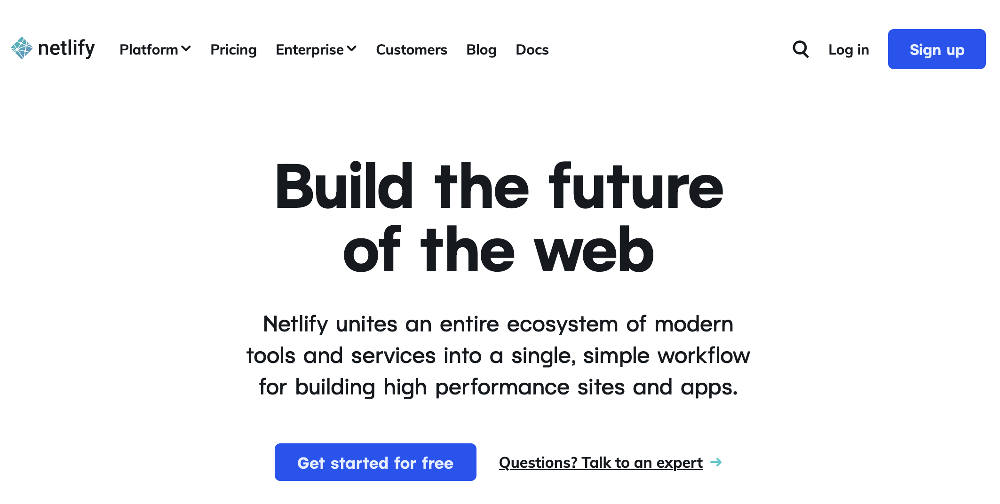 netlify
Platform Pricing Enterprise Customers Blog Docs
Log in
Sign up
Build the future
of the web
Netlify unites an entire ecosystem of modern
tools and services into a single, simple workflow
for building high performance sites and apps.
Get started for free
Questions? Talk to an expert